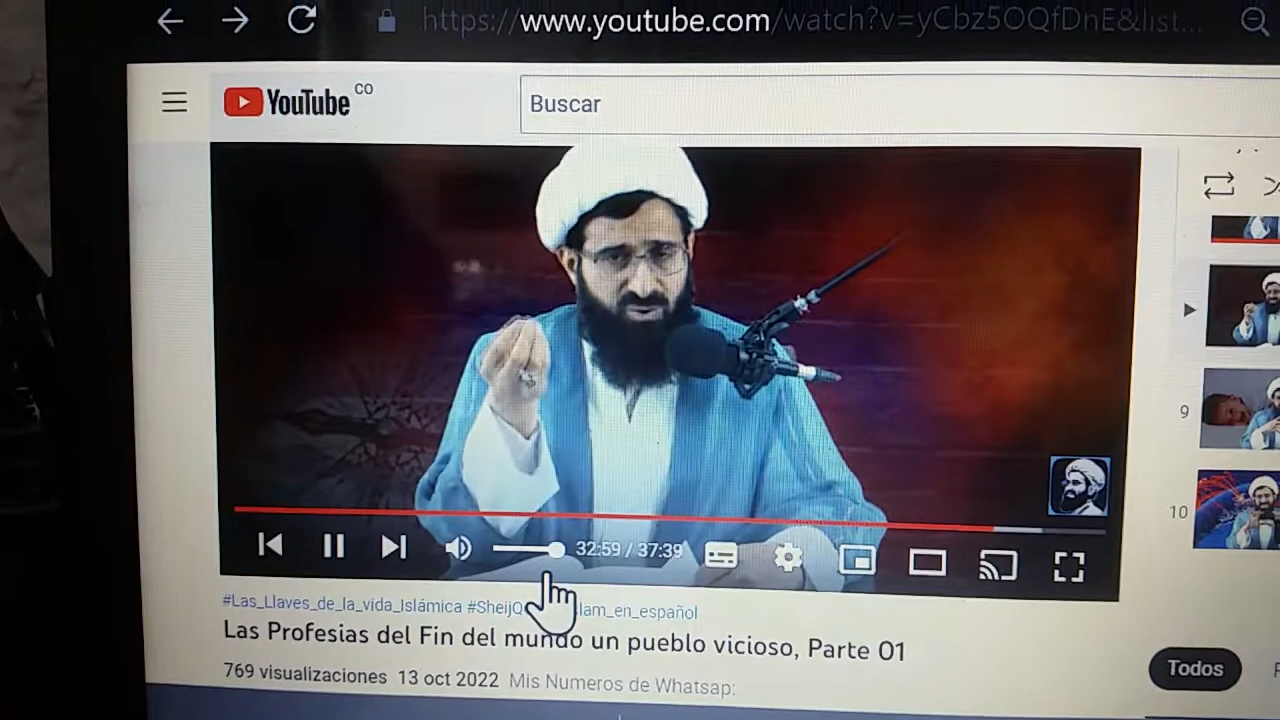 https://www.youtube.com/watch?v=yCbz5OQfDnE&list...
YouTube CO
Buscar
9
10
32:59 / 37:39
#Las_Llaves_de_la_vida_Islámica #SheijQ lam_en_español
Las Profesias del Fin del mundo un pueblo vicioso, Parte 01
769 visualizaciones 13 oct 2022 Mis Numeros de Whatsap:
Todos